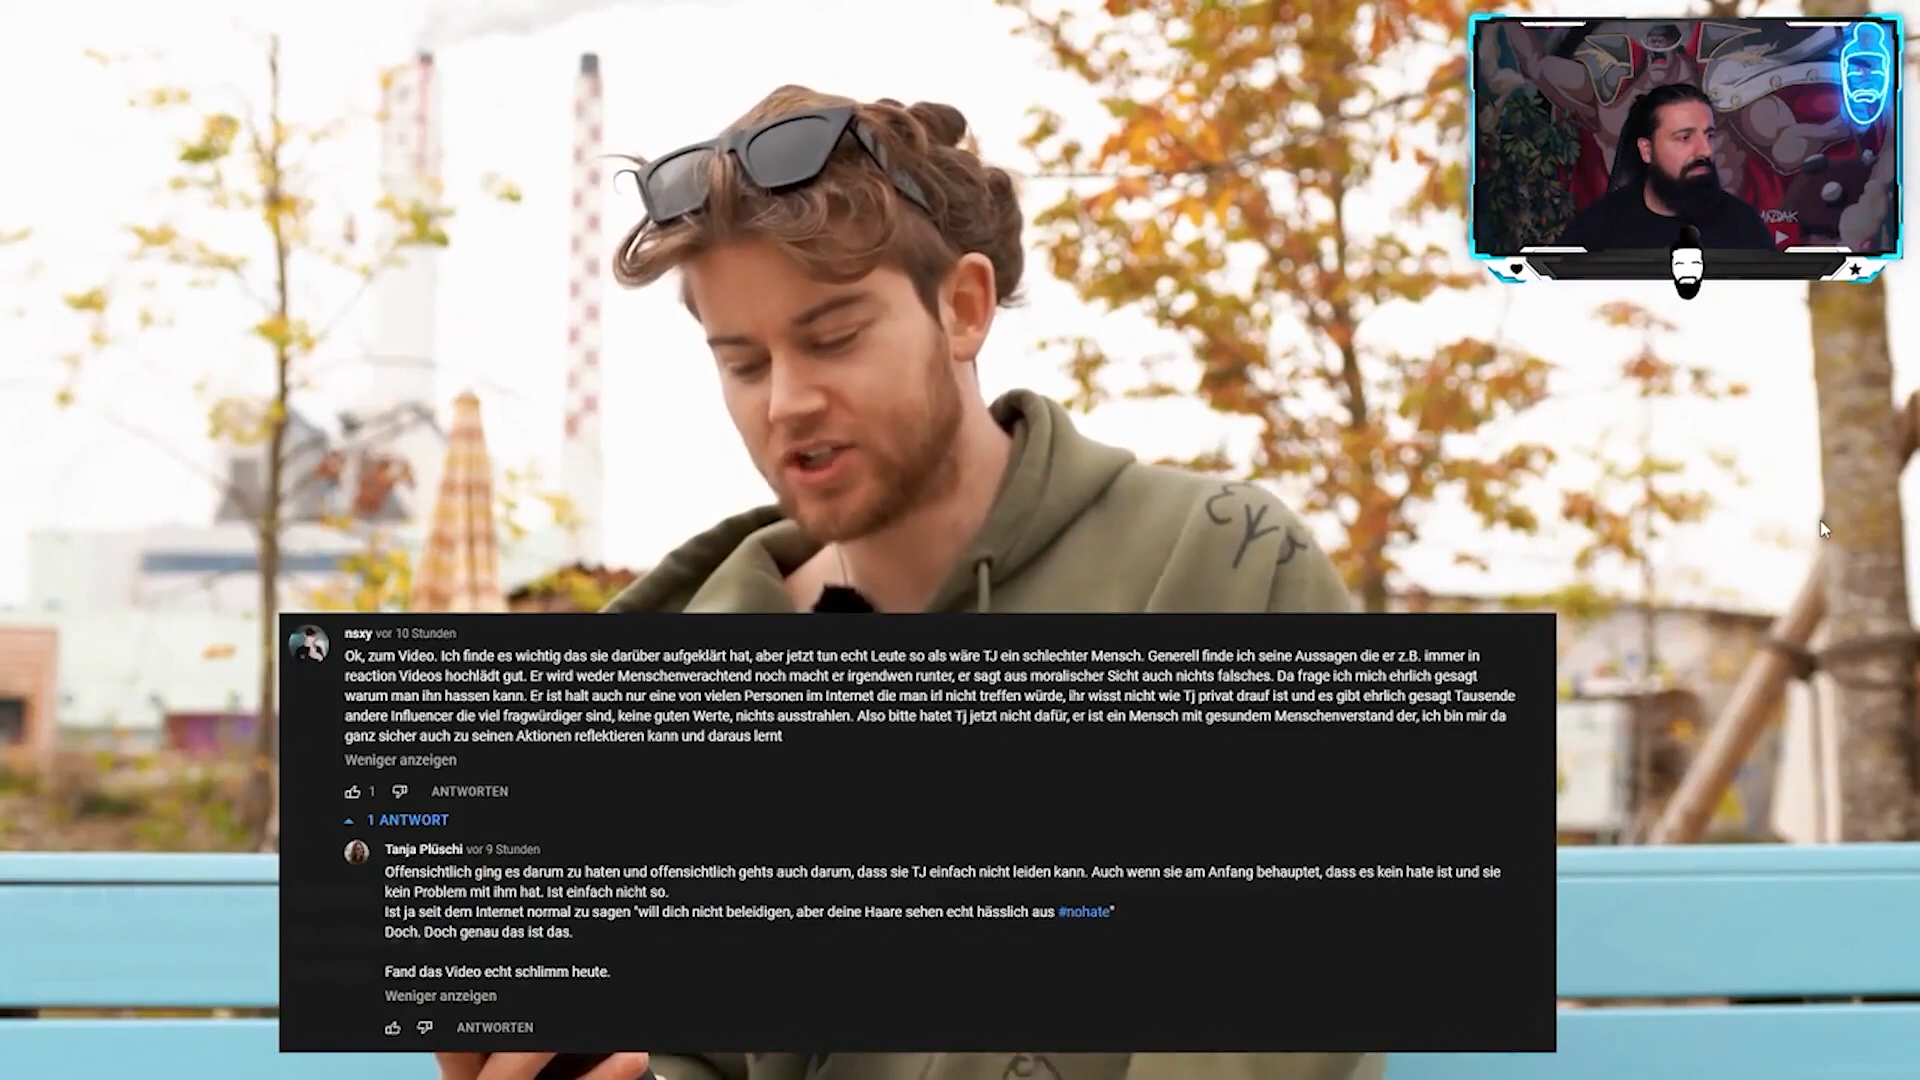 MAZDAK
nsxy vor 10 Stunden
Ok, zum Video. Ich finde es wichtig das sie darüber aufgeklärt hat, aber jetzt tun echt Leute so als wäre TJ ein schlechter Mensch. Generell finde ich seine Aussagen die er z.B. immer in
reaction Videos hochlädt gut. Er wird weder Menschenverachtend noch macht er irgendwen runter, er sagt aus moralischer Sicht auch nichts falsches. Da frage ich mich ehrlich gesagt
warum man ihn hassen kann. Er ist halt auch nur eine von vielen Personen im Internet die man irl nicht treffen würde, ihr wisst nicht wie Tj privat drauf ist und es gibt ehrlich gesagt Tausende
andere Influencer die viel fragwürdiger sind, keine guten Werte, nichts ausstrahlen. Also bitte hatet Tj jetzt nicht dafür, er ist ein Mensch mit gesundem Menschenverstand der, ich bin mir da
ganz sicher auch zu seinen Aktionen reflektieren kann und daraus lernt
Weniger anzeigen
1 ANTWORTEN
1 ANTWORT
Tanja Plüschi vor 9 Stunden
Offensichtlich ging es darum zu haten und offensichtlich gehts auch darum, dass sie TJ einfach nicht leiden kann. Auch wenn sie am Anfang behauptet, dass es kein hate ist und sie
kein Problem mit ihm hat. Ist einfach nicht so.
Ist ja seit dem Internet normal zu sagen "will dich nicht beleidigen, aber deine Haare sehen echt hässlich aus #nohate"
Doch. Doch genau das ist das.
Fand das Video echt schlimm heute.
Weniger anzeigen
ANTWORTEN